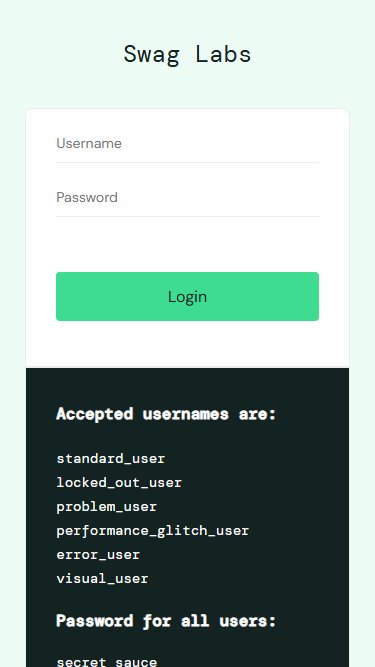 Swag Labs
Username
Password
Login
Accepted usernames are:
standard_user
locked_out_user
problem_user
performance_glitch_user
error_user
visual_user
Password for all users:
secret_sauce